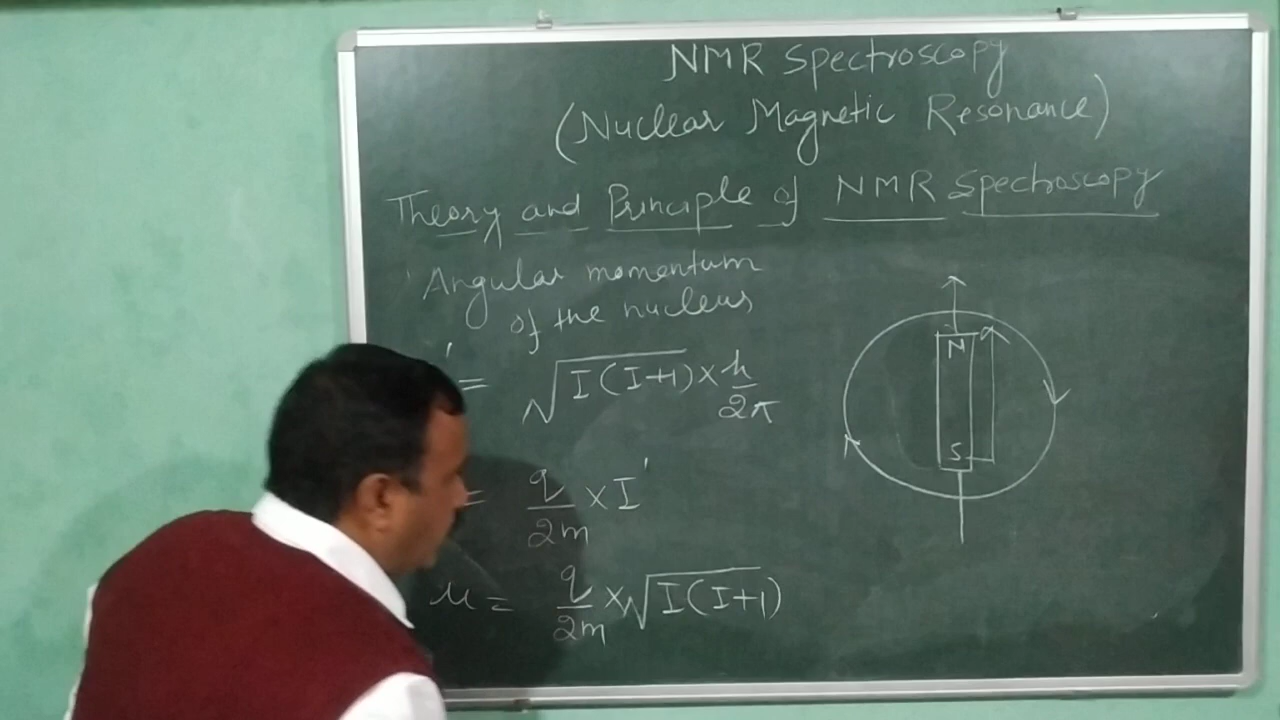 NMR Spectroscopy
(Nuclear Magnetic Resonance)
Theory and Principle of NMR Spectroscopy
Angular momentum
of the nucleus
' = √I(I+1) × h/2π
= q/2m × I'
μ = q/2m × √I(I+1)
N
S